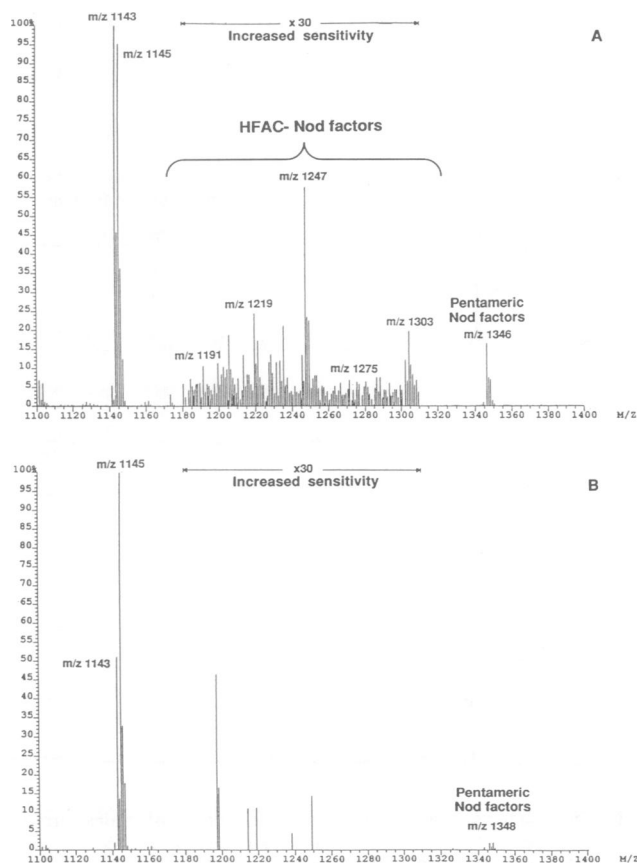 m/z 1143
x 30
Increased sensitivity
A
m/z 1145
HFAC- Nod factors
m/z 1247
m/z 1219
m/z 1191
m/z 1275
m/z 1303
Pentameric
Nod factors
m/z 1346
100%
95
90
85
80
75
70
65
60
55
50
45
40
35
30
25
20
15
10
5
0
1100 1120 1140 1160 1180 1200 1220 1240 1260 1280 1300 1320 1340 1360 1380 1400 M/Z
m/z 1145
x30
Increased sensitivity
B
m/z 1143
Pentameric
Nod factors
m/z 1348
100%
95
90
85
80
75
70
65
60
55
50
45
40
35
30
25
20
15
10
5
0
1100 1120 1140 1160 1180 1200 1220 1240 1260 1280 1300 1320 1340 1360 1380 1400 M/Z